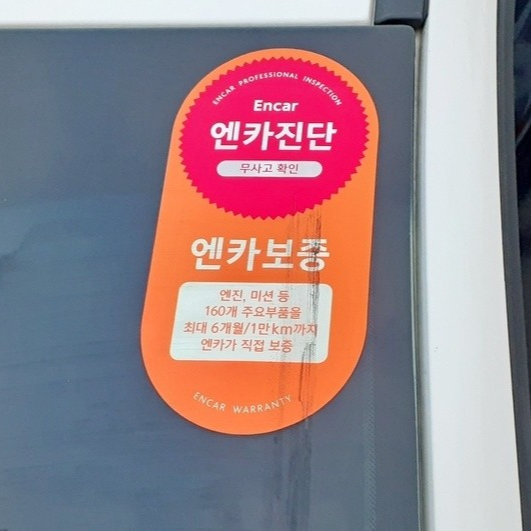 ENCAR PROFESSIONAL INSPECTION
Encar
엔카진단
무사고 확인
엔카보증
엔진, 미션 등
160개 주요부품을
최대 6개월/1만km까지
엔카가 직접 보증
ENCAR WARRANTY